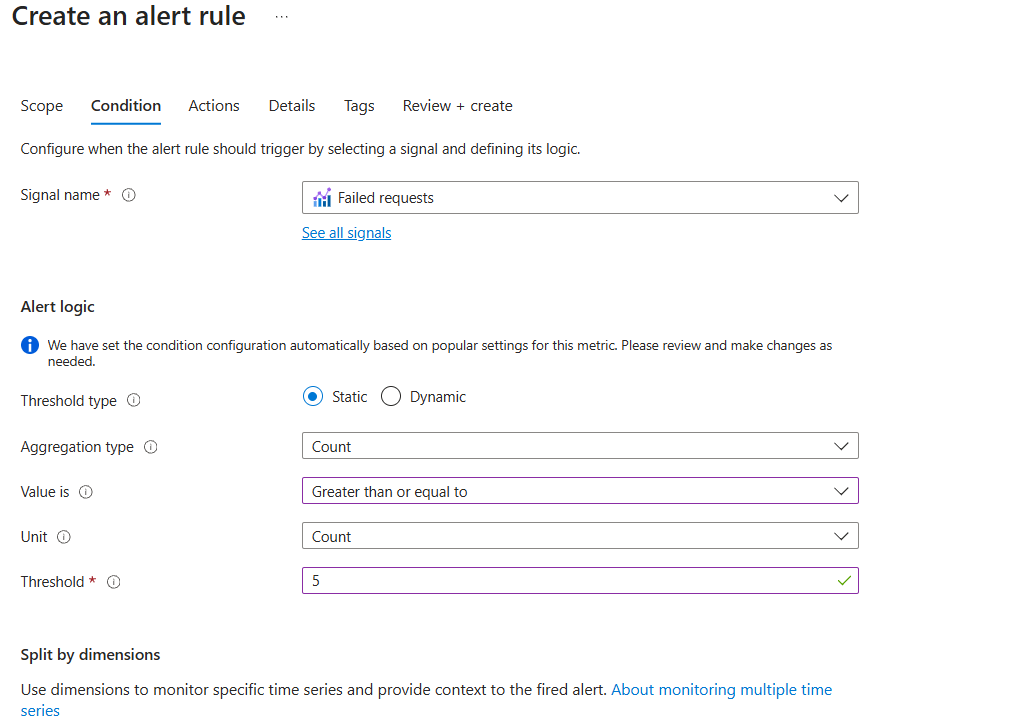 Create an alert rule ...
Scope Condition Actions Details Tags Review + create
Configure when the alert rule should trigger by selecting a signal and defining its logic.
Signal name * Failed requests
See all signals
Alert logic
We have set the condition configuration automatically based on popular settings for this metric. Please review and make changes as
needed.
Threshold type Static Dynamic
Aggregation type Count
Value is Greater than or equal to
Unit Count
Threshold * 5
Split by dimensions
Use dimensions to monitor specific time series and provide context to the fired alert. About monitoring multiple time
series